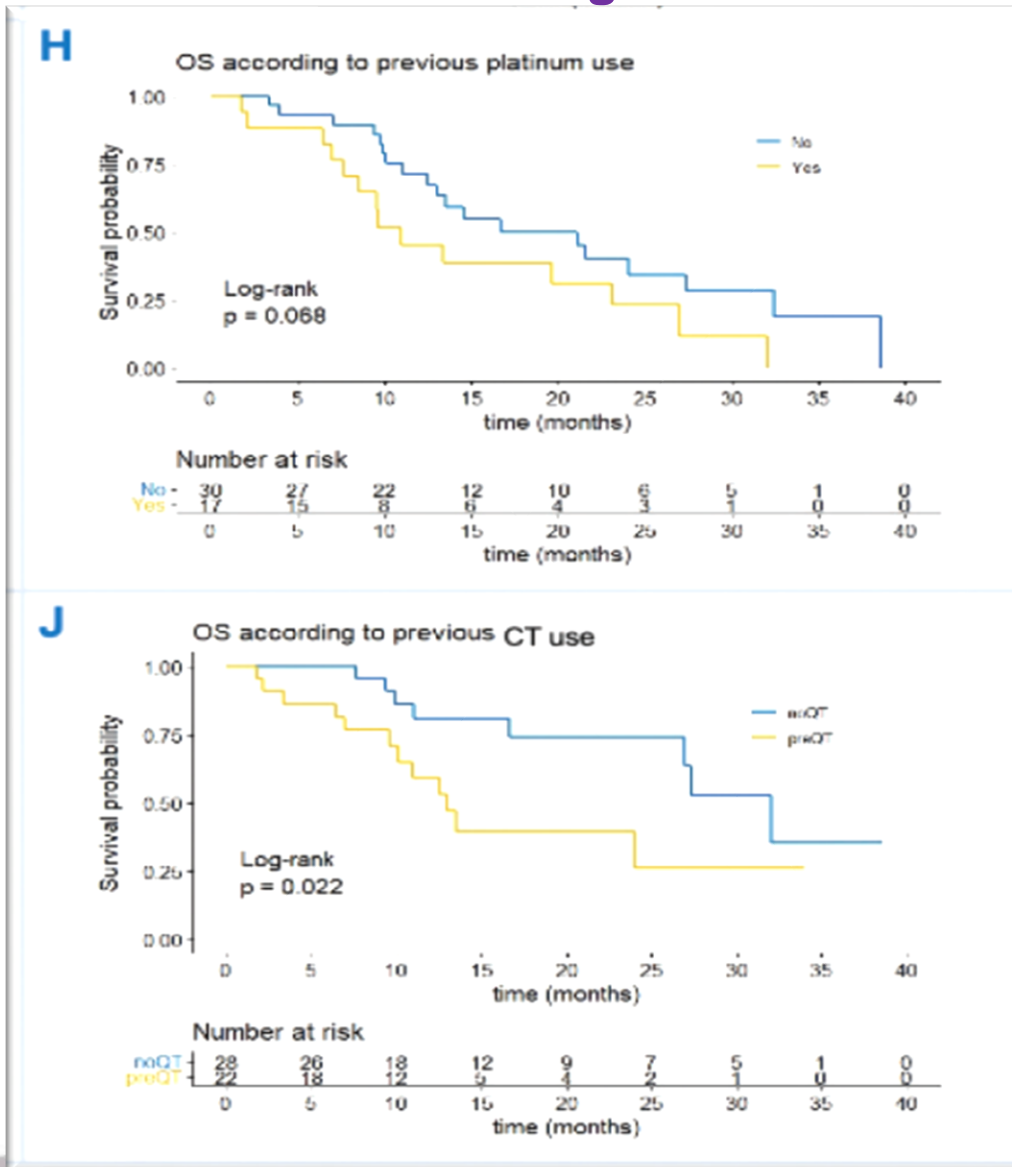 H
OS according to previous platinum use
1.00
0.75
0.50
0.25
0.00
Survival probability
No
Yes
Log-rank
p = 0.068
0 5 10 15 20 25 30 35 40
time (months)
Number at risk
No 30 27 22 12 10 6 5 1 0
Yes 17 15 8 6 4 3 1 0 0
0 5 10 15 20 25 30 35 40
time (months)
J
OS according to previous CT use
1.00
0.75
0.50
0.25
0.00
Survival probability
noQT
preQT
Log-rank
p = 0.022
0 5 10 15 20 25 30 35 40
time (months)
Number at risk
noQT 28 26 18 12 9 7 5 1 0
preQT 22 18 12 5 4 2 1 0 0
0 5 10 15 20 25 30 35 40
time (months)